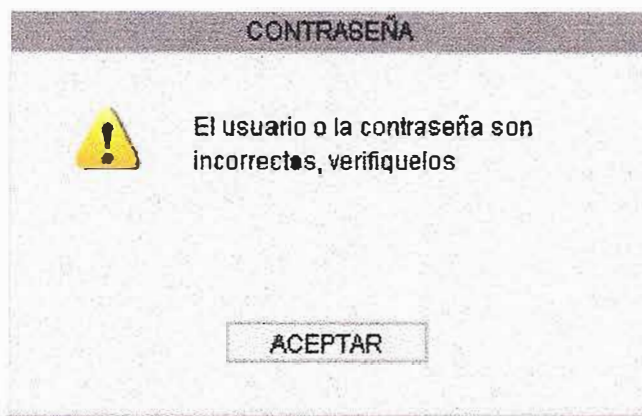 CONTRASEÑA
El usuario o la contraseña son
incorrectos, verifiquelos
ACEPTAR